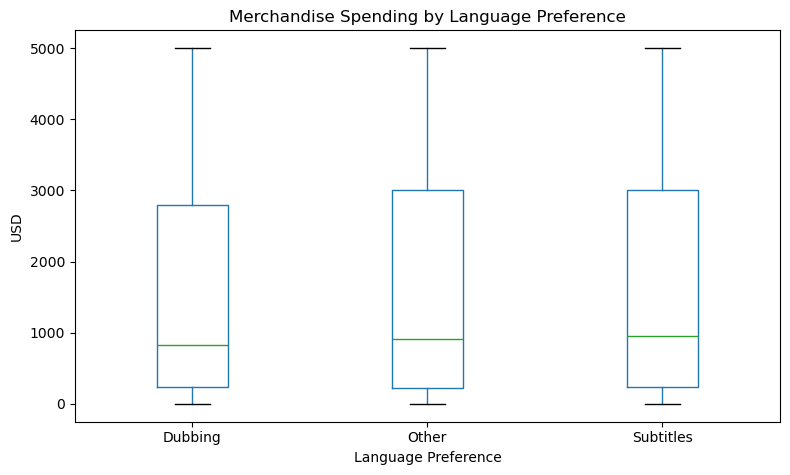 Merchandise Spending by Language Preference
5000
4000
3000
2000
1000
0
USD
Dubbing Other Subtitles
Language Preference